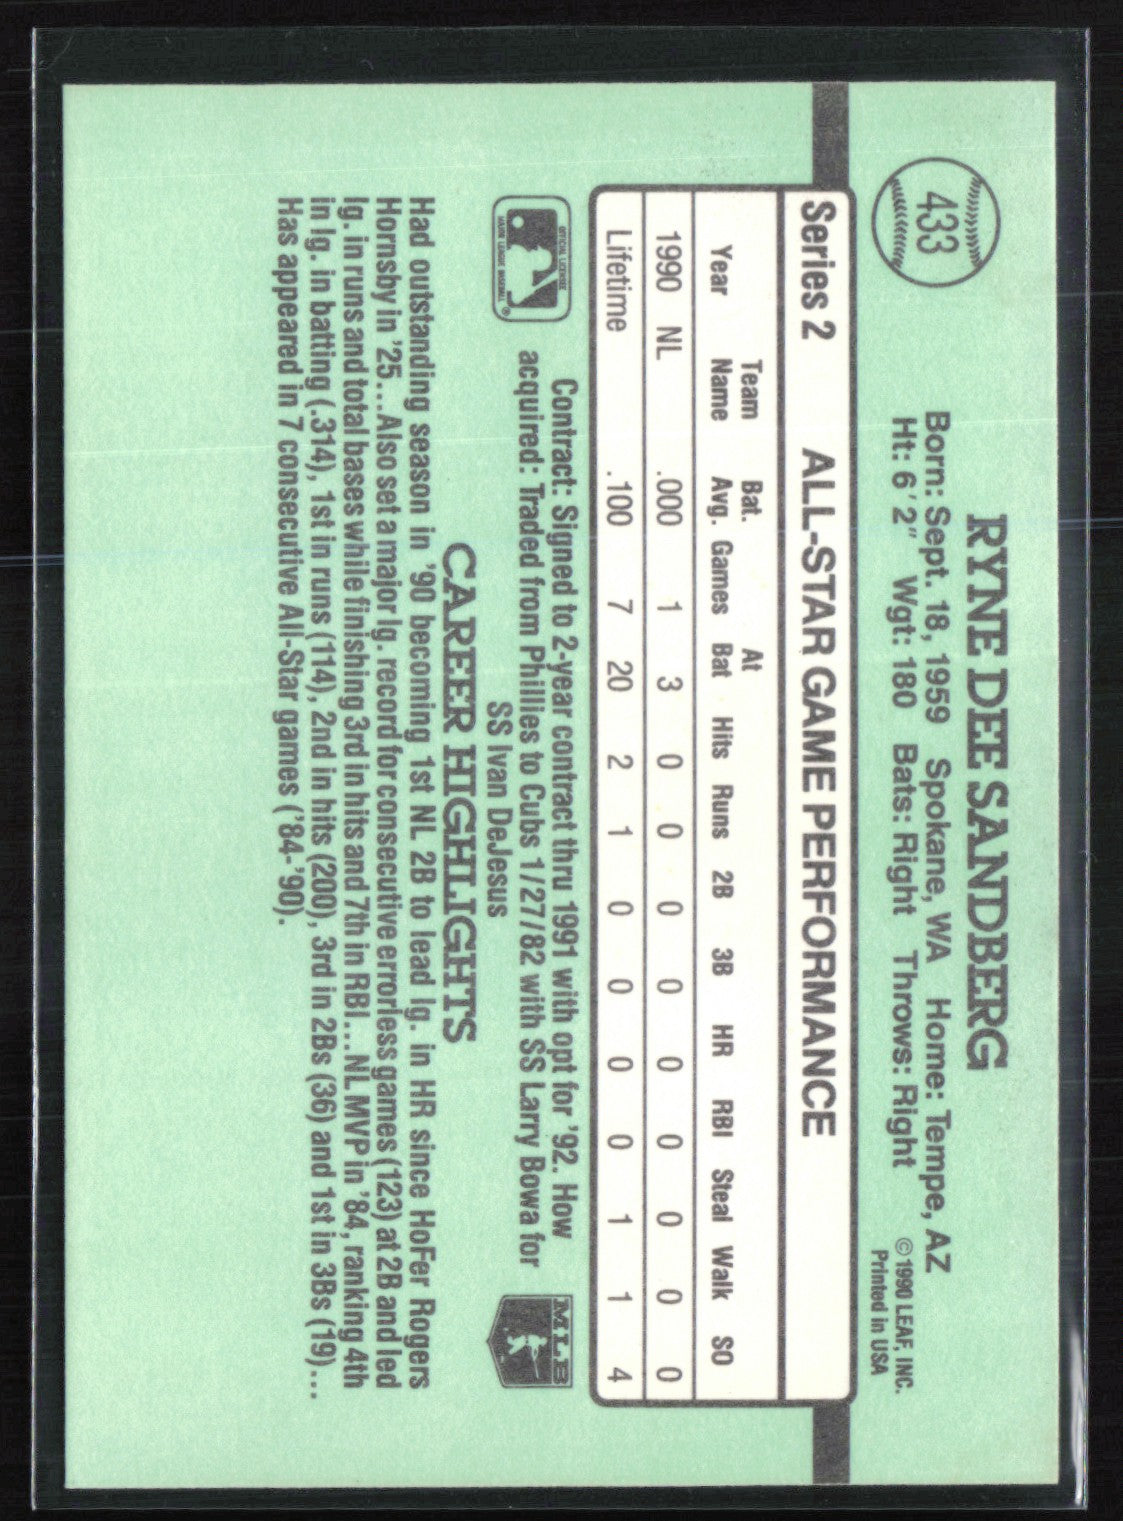 433
RYNE DEE SANDBERG
Born: Sept. 18, 1959 Spokane, WA Home: Tempe, AZ
Ht: 6' 2" Wgt: 180 Bats: Right Throws: Right
©1990 LEAF, INC.
Printed in USA
Series 2 ALL-STAR GAME PERFORMANCE
Year Team Name Bat. Avg. Games At Bat Hits Runs 2B 3B HR RBI Steal Walk SO
1990 NL .000 1 3 0 0 0 0 0 0 0 0 0
Lifetime .100 7 20 2 1 0 0 0 0 1 1 4
OFFICIAL LICENSEE
MAJOR LEAGUE BASEBALL ®
Contract: Signed to 2-year contract thru 1991 with opt for '92. How
acquired: Traded from Phillies to Cubs 1/27/82 with SS Larry Bowa for
SS Ivan DeJesus
MLB
CAREER HIGHLIGHTS
Had outstanding season in '90 becoming 1st NL 2B to lead lg. in HR since HoFer Rogers
Hornsby in '25...Also set a major lg. record for consecutive errorless games (123) at 2B and led
lg. in runs and total bases while finishing 3rd in hits and 7th in RBI...NL MVP in '84, ranking 4th
in lg. in batting (.314), 1st in runs (114), 2nd in hits (200), 3rd in 2Bs (36) and 1st in 3Bs (19)...
Has appeared in 7 consecutive All-Star games ('84-'90).